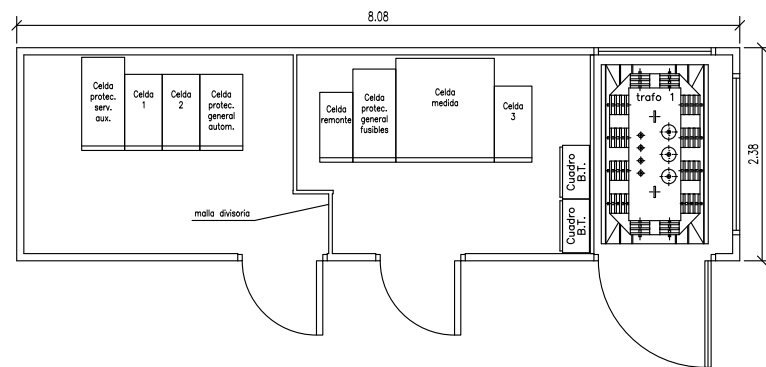 8.08
Celda
protec.
serv.
aux.
Celda
1
Celda
2
Celda
protec.
general
autom.
Celda
remonte
Celda
protec.
general
fusibles
Celda
medida
Celda
3
trafo 1
Cuadro
B.T.
Cuadro
B.T.
malla divisoria
2.38